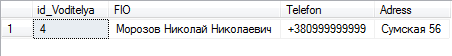 id_Voditelya FIO Telefon Adress
1 4 Морозов Николай Николаевич +380999999999 Сумская 56